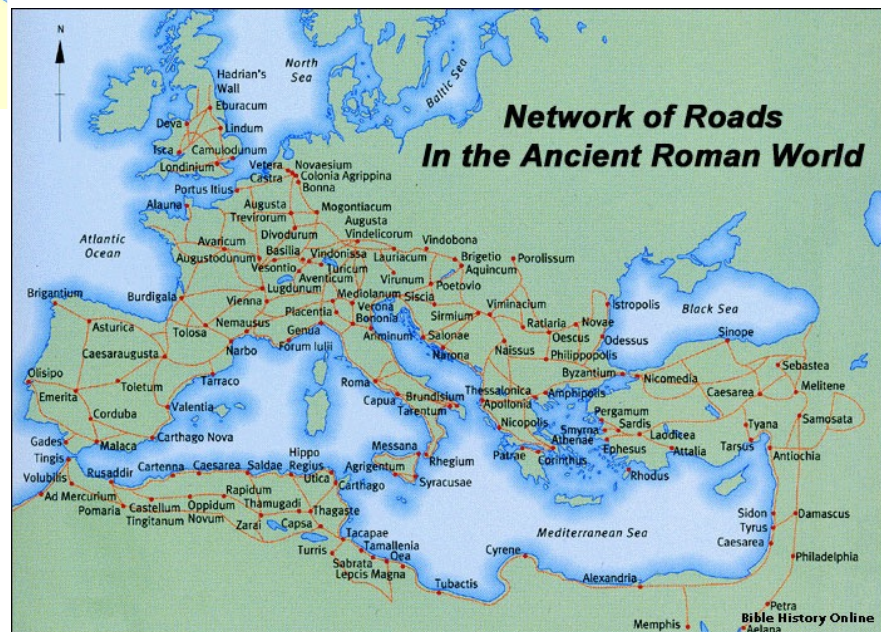 N
North
Sea
Baltic Sea
Network of Roads
In the Ancient Roman World
Hadrian's
Wall
Eburacum
Deva
Lindum
Isca
Camulodunum
Londinium
Vetera
Novaesium
Castra
Colonia Agrippina
Bonna
Portus Itius
Alauna
Augusta
Trevirorum
Mogontiacum
Divodurum
Augusta
Vindelicorum
Atlantic
Ocean
Avaricum
Augustodunum
Basilia
Vindonissa
Vesontio
Turicum
Aventicum
Lauriacum
Vindobona
Brigetio
Aquincum
Porolissum
Virunum
Poetovio
Lugdunum
Vienna
Mediolanum
Siscia
Placentia
Verona
Bononia
Sirmium
Viminacium
Istropolis
Black Sea
Brigantium
Burdigala
Asturica
Tolosa
Nemausus
Genua
Ariminum
Salonae
Ratiaria
Novae
Oescus
Odessus
Sinope
Caesaraugusta
Narbo
Forum Iulii
Narona
Naissus
Philippopolis
Byzantium
Nicomedia
Sebastea
Olisipo
Emerita
Toletum
Tarraco
Roma
Capua
Brundisium
Tarentum
Thessalonica
Apollonia
Amphipolis
Caesarea
Melitene
Corduba
Valentia
Nicopolis
Pergamum
Smyrna
Sardis
Athenae
Laodicea
Tyana
Samosata
Gades
Malaca
Carthago Nova
Messana
Rhegium
Patrae
Corinthus
Ephesus
Attalia
Tarsus
Antiochia
Tingis
Volubilis
Rusaddir
Cartenna
Caesarea
Saldae
Hippo
Regius
Utica
Agrigentum
Syracusae
Rhodus
Ad Mercurium
Pomaria
Castellum
Tingitanum
Oppidum
Novum
Rapidum
Thamugadi
Zarai
Carthago
Thagaste
Capsa
Tacapae
Turris
Tamallenia
Sabrata
Oea
Lepcis Magna
Tubactis
Cyrene
Mediterranean Sea
Alexandria
Sidon
Tyrus
Caesarea
Damascus
Philadelphia
Petra
Memphis
Aelana
Bible History Online